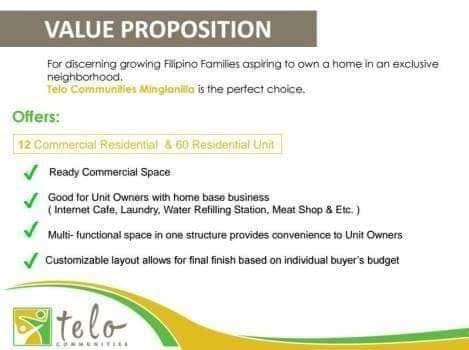 VALUE PROPOSITION
For discerning growing Filipino Families aspiring to own a home in an exclusive
neighborhood.
Telo Communities Minglanilla is the perfect choice.
Offers:
12 Commercial Residential & 60 Residential Unit
Ready Commercial Space
Good for Unit Owners with home base business
( Internet Cafe, Laundry, Water Refilling Station, Meat Shop & Etc. )
Multi- functional space in one structure provides convenience to Unit Owners
Customizable layout allows for final finish based on individual buyer's budget
telo
COMMUNITIES